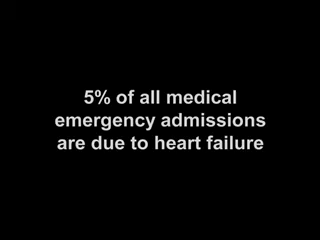 5% of all medical
emergency admissions
are due to heart failure